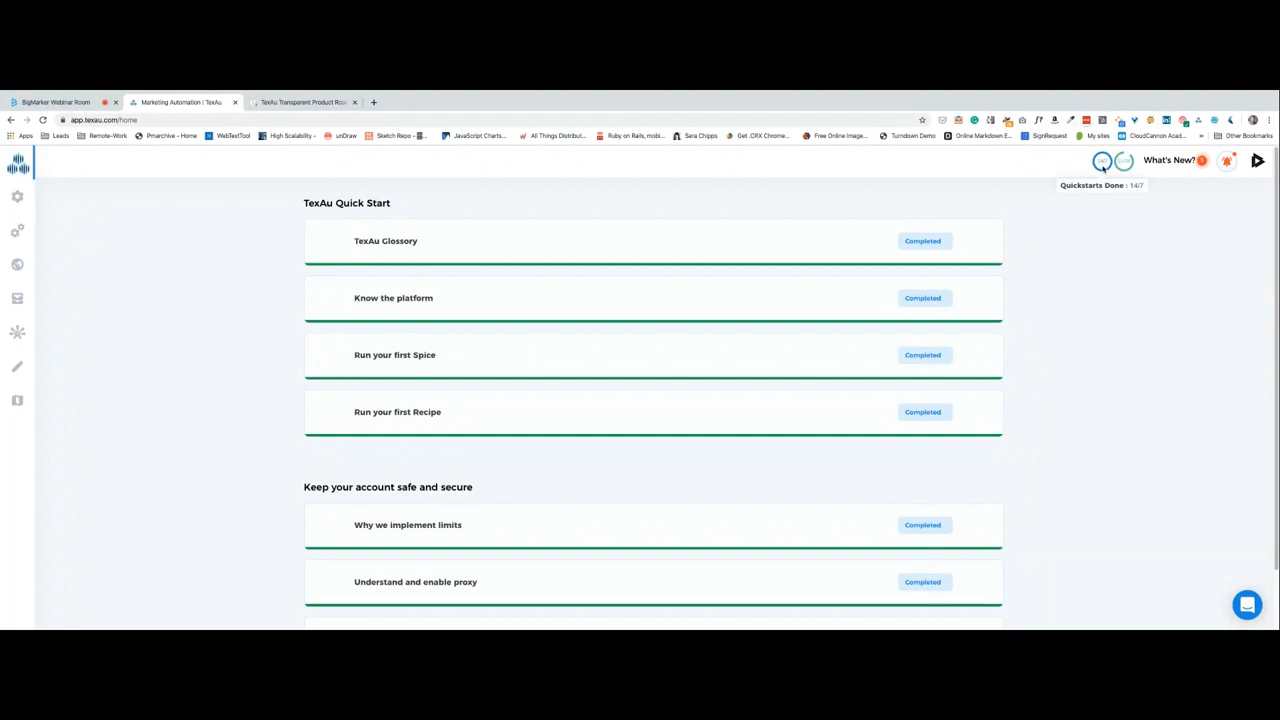 BigMarker Webinar Room
Marketing Automation | TexAu
TexAu Transparent Product Roa
app.texau.com/home
Apps
Leads
Remote-Work
Pmarchive - Home
WebTextTool
High Scalability -
unDraw
Sketch Repo -
JavaScript Charts...
All Things Distribut...
Ruby on Rails, mobi...
Sara Chipps
Get .CRX Chrome...
Free Online Image...
Turndown Demo
Online Markdown E...
SignRequest
My sites
CloudCannon Acad...
Other Bookmarks
14/7
What's New?
Quickstarts Done : 14/7
TexAu Quick Start
TexAu Glossory
Completed
Know the platform
Completed
Run your first Spice
Completed
Run your first Recipe
Completed
Keep your account safe and secure
Why we implement limits
Completed
Understand and enable proxy
Completed